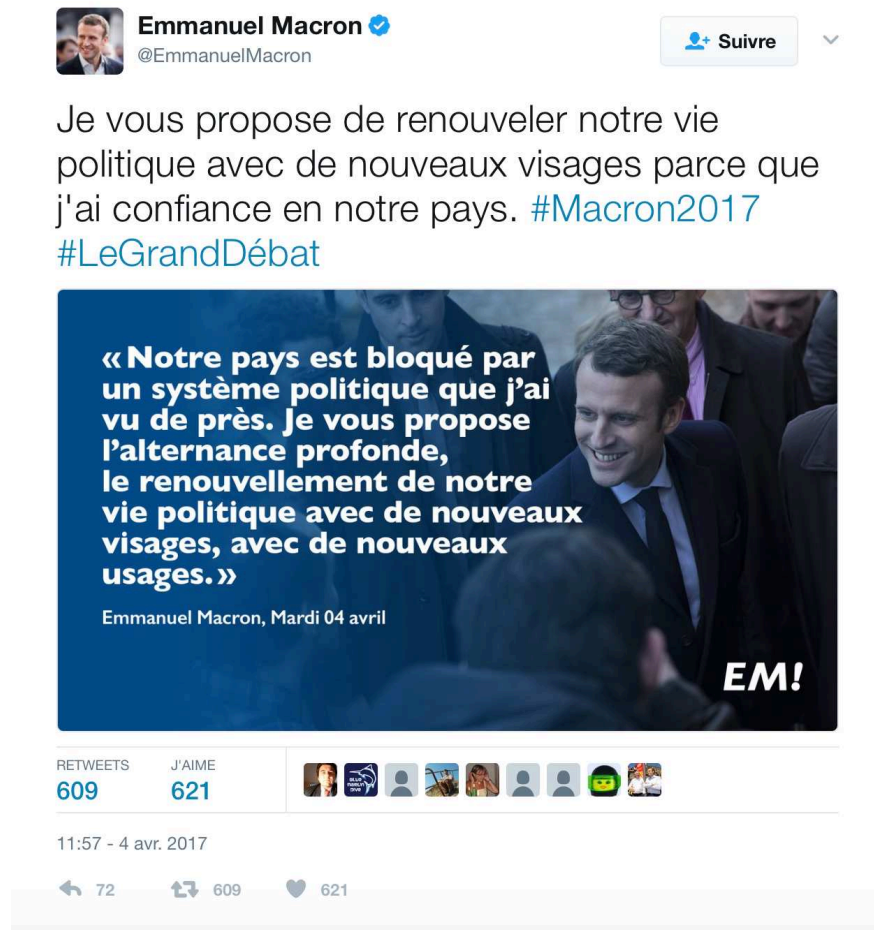 Emmanuel Macron
@EmmanuelMacron
Suivre
Je vous propose de renouveler notre vie
politique avec de nouveaux visages parce que
j'ai confiance en notre pays. #Macron2017
#LeGrandDébat
«Notre pays est bloqué par
un système politique que j’ai
vu de près. Je vous propose
l’alternance profonde,
le renouvellement de notre
vie politique avec de nouveaux
visages, avec de nouveaux
usages.»
Emmanuel Macron, Mardi 04 avril
EM!
RETWEETS
609
J'AIME
621
BLUE
MARLIN
DIVE
11:57 - 4 avr. 2017
72
609
621